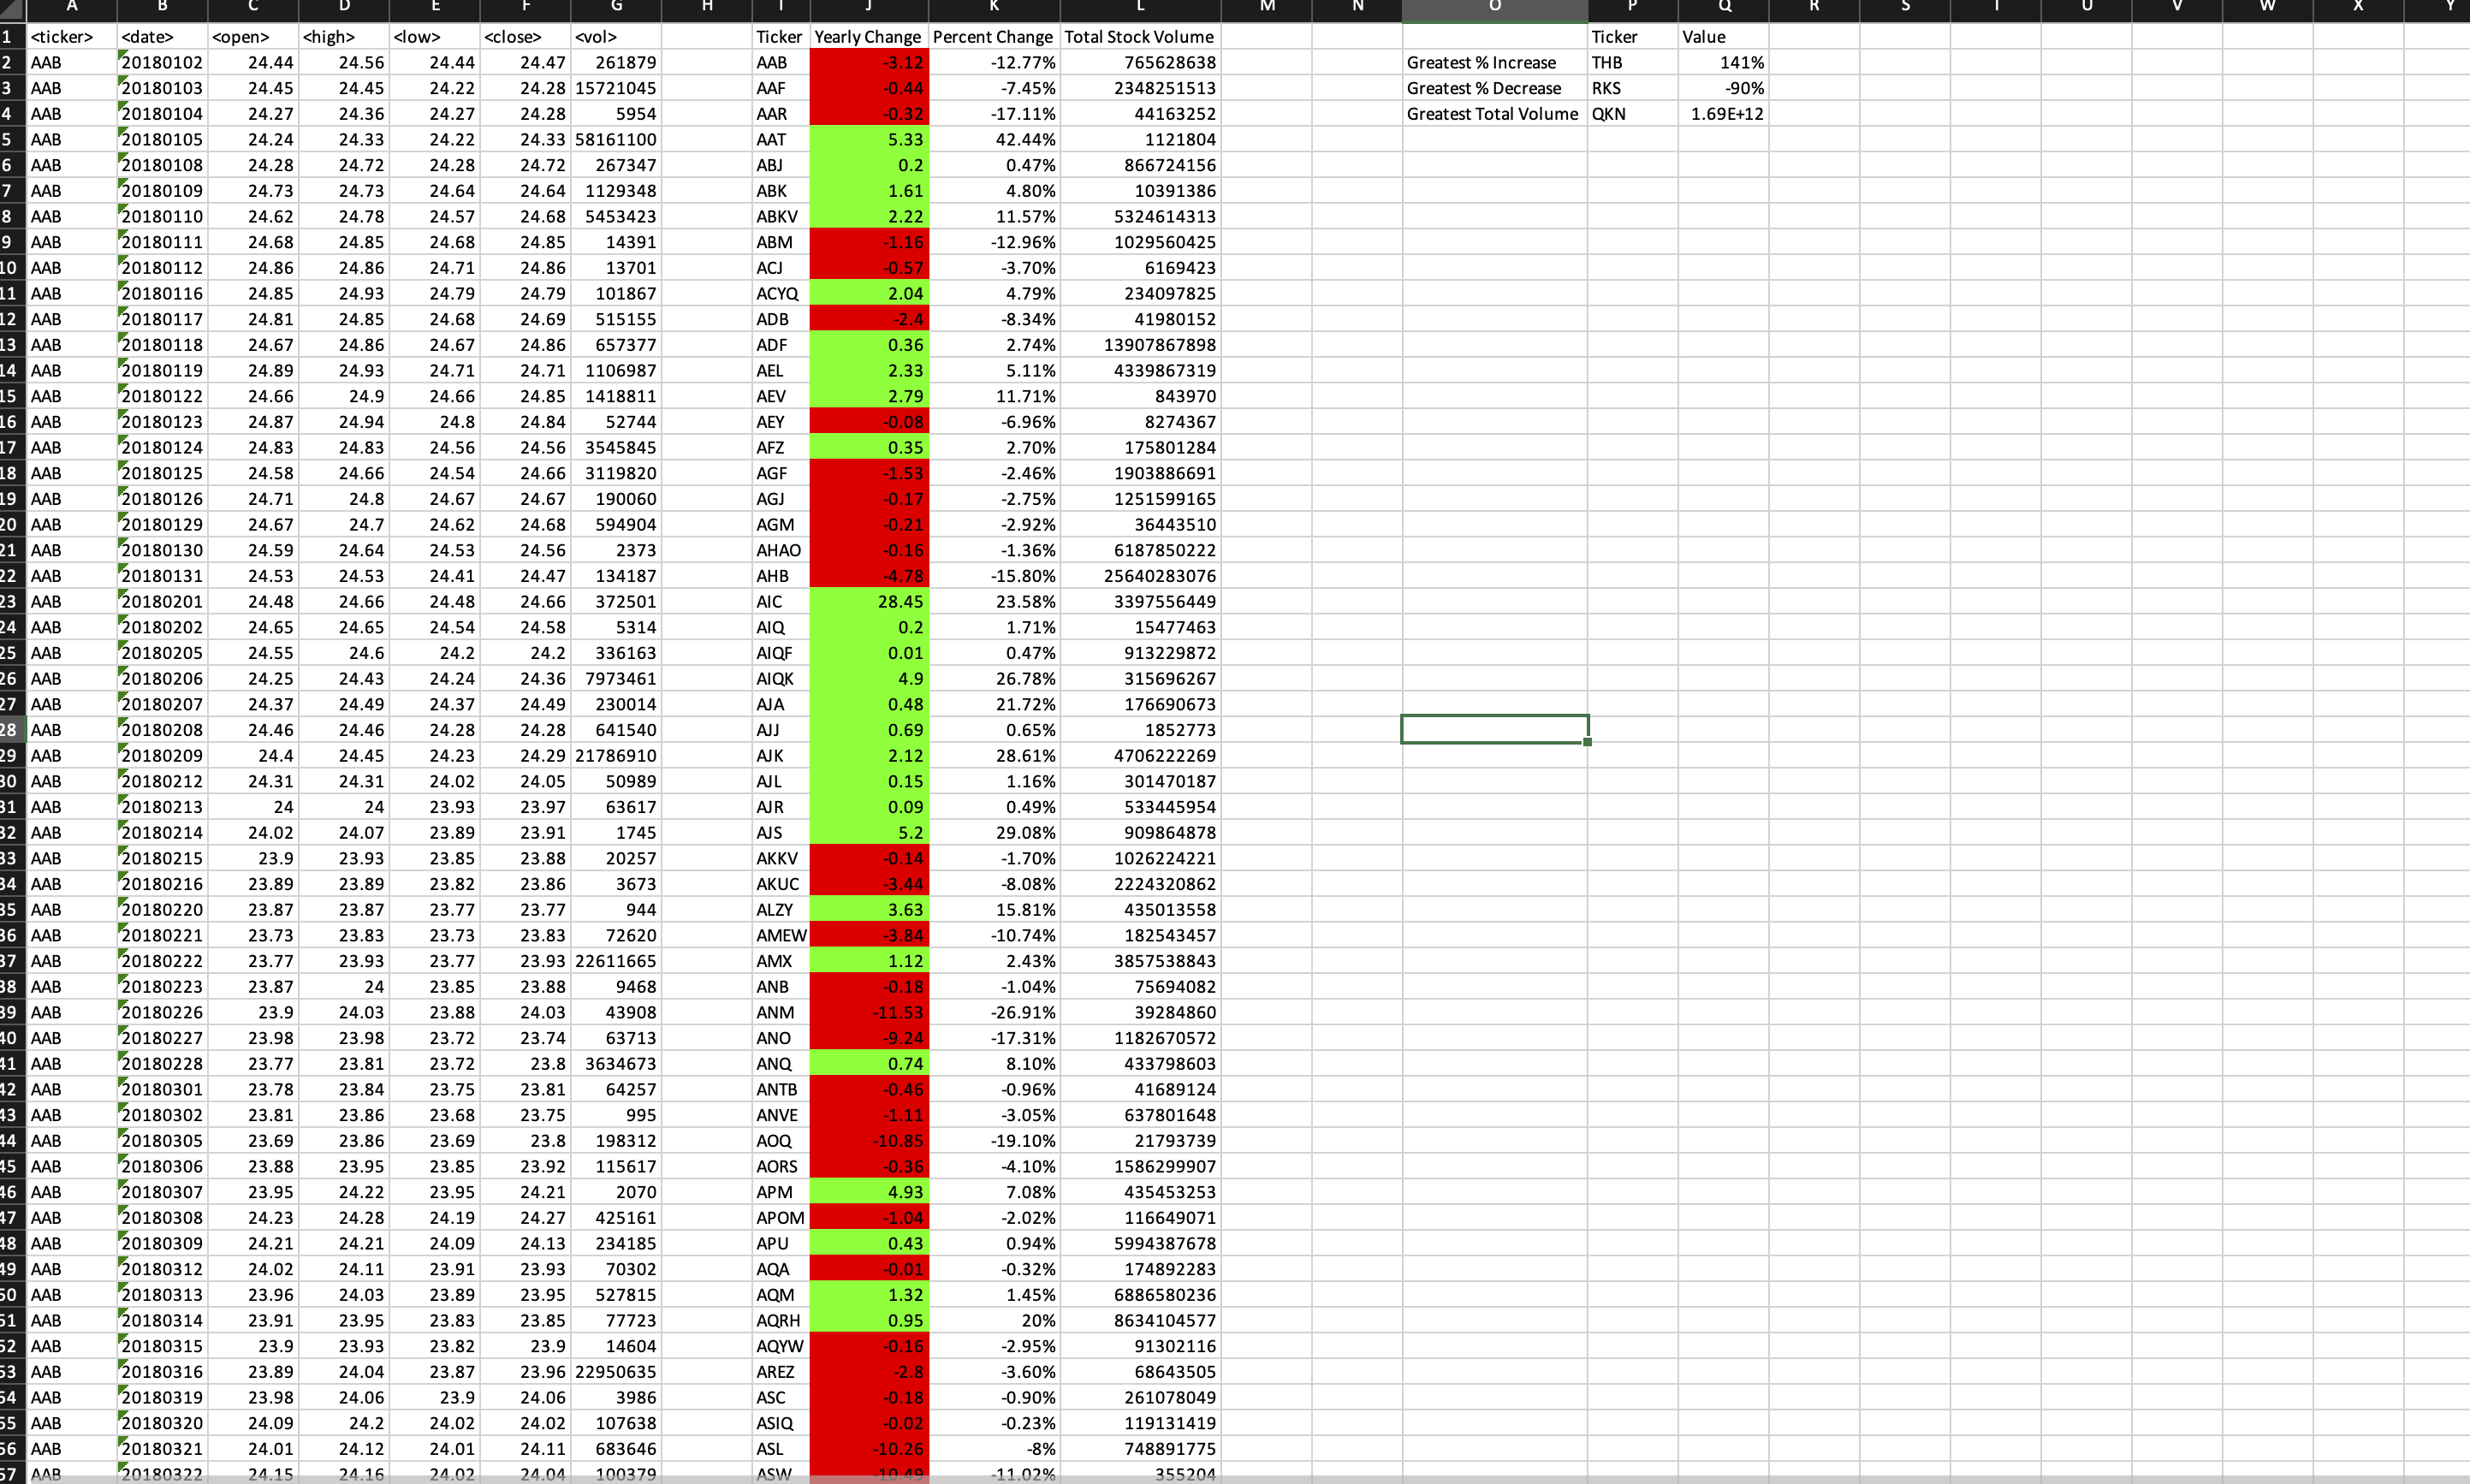 A B C D E F G H I J K L M N O P Q R S T U V W X Y
1 <ticker> <date> <open> <high> <low> <close> <vol> Ticker Yearly Change Percent Change Total Stock Volume Ticker Value
2 AAB 20180102 24.44 24.56 24.44 24.47 261879 AAB -3.12 -12.77% 765628638 Greatest % Increase THB 141%
3 AAB 20180103 24.45 24.45 24.22 24.28 15721045 AAF -0.44 -7.45% 2348251513 Greatest % Decrease RKS -90%
4 AAB 20180104 24.27 24.36 24.27 24.28 5954 AAR -0.32 -17.11% 44163252 Greatest Total Volume QKN 1.69E+12
5 AAB 20180105 24.24 24.33 24.22 24.33 58161100 AAT 5.33 42.44% 1121804
6 AAB 20180108 24.28 24.72 24.28 24.72 267347 ABJ 0.2 0.47% 866724156
7 AAB 20180109 24.73 24.73 24.64 24.64 1129348 ABK 1.61 4.80% 10391386
8 AAB 20180110 24.62 24.78 24.57 24.68 5453423 ABKV 2.22 11.57% 5324614313
9 AAB 20180111 24.68 24.85 24.68 24.85 14391 ABM -1.16 -12.96% 1029560425
10 AAB 20180112 24.86 24.86 24.71 24.86 13701 ACJ -0.57 -3.70% 6169423
11 AAB 20180116 24.85 24.93 24.79 24.79 101867 ACYQ 2.04 4.79% 234097825
12 AAB 20180117 24.81 24.85 24.68 24.69 515155 ADB -2.4 -8.34% 41980152
13 AAB 20180118 24.67 24.86 24.67 24.86 657377 ADF 0.36 2.74% 13907867898
14 AAB 20180119 24.89 24.93 24.71 24.71 1106987 AEL 2.33 5.11% 4339867319
15 AAB 20180122 24.66 24.9 24.66 24.85 1418811 AEV 2.79 11.71% 843970
16 AAB 20180123 24.87 24.94 24.8 24.84 52744 AEY -0.08 -6.96% 8274367
17 AAB 20180124 24.83 24.83 24.56 24.56 3545845 AFZ 0.35 2.70% 175801284
18 AAB 20180125 24.58 24.66 24.54 24.66 3119820 AGF -1.53 -2.46% 1903886691
19 AAB 20180126 24.71 24.8 24.67 24.67 190060 AGJ -0.17 -2.75% 1251599165
20 AAB 20180129 24.67 24.7 24.62 24.68 594904 AGM -0.21 -2.92% 36443510
21 AAB 20180130 24.59 24.64 24.53 24.56 2373 AHAO -0.16 -1.36% 6187850222
22 AAB 20180131 24.53 24.53 24.41 24.47 134187 AHB -4.78 -15.80% 25640283076
23 AAB 20180201 24.48 24.66 24.48 24.66 372501 AIC 28.45 23.58% 3397556449
24 AAB 20180202 24.65 24.65 24.54 24.58 5314 AIQ 0.2 1.71% 15477463
25 AAB 20180205 24.55 24.6 24.2 24.2 336163 AIQF 0.01 0.47% 913229872
26 AAB 20180206 24.25 24.43 24.24 24.36 7973461 AIQK 4.9 26.78% 315696267
27 AAB 20180207 24.37 24.49 24.37 24.49 230014 AJA 0.48 21.72% 176690673
28 AAB 20180208 24.46 24.46 24.28 24.28 641540 AJJ 0.69 0.65% 1852773
29 AAB 20180209 24.4 24.45 24.23 24.29 21786910 AJK 2.12 28.61% 4706222269
30 AAB 20180212 24.31 24.31 24.02 24.05 50989 AJL 0.15 1.16% 301470187
31 AAB 20180213 24 24 23.93 23.97 63617 AJR 0.09 0.49% 533445954
32 AAB 20180214 24.02 24.07 23.89 23.91 1745 AJS 5.2 29.08% 909864878
33 AAB 20180215 23.9 23.93 23.85 23.88 20257 AKKV -0.14 -1.70% 1026224221
34 AAB 20180216 23.89 23.89 23.82 23.86 3673 AKUC -3.44 -8.08% 2224320862
35 AAB 20180220 23.87 23.87 23.77 23.77 944 ALZY 3.63 15.81% 435013558
36 AAB 20180221 23.73 23.83 23.73 23.83 72620 AMEW -3.84 -10.74% 182543457
37 AAB 20180222 23.77 23.93 23.77 23.93 22611665 AMX 1.12 2.43% 3857538843
38 AAB 20180223 23.87 24 23.85 23.88 9468 ANB -0.18 -1.04% 75694082
39 AAB 20180226 23.9 24.03 23.88 24.03 43908 ANM -11.53 -26.91% 39284860
40 AAB 20180227 23.98 23.98 23.72 23.74 63713 ANO -9.24 -17.31% 1182670572
41 AAB 20180228 23.77 23.81 23.72 23.8 3634673 ANQ 0.74 8.10% 433798603
42 AAB 20180301 23.78 23.84 23.75 23.81 64257 ANTB -0.46 -0.96% 41689124
43 AAB 20180302 23.81 23.86 23.68 23.75 995 ANVE -1.11 -3.05% 637801648
44 AAB 20180305 23.69 23.86 23.69 23.8 198312 AOQ -10.85 -19.10% 21793739
45 AAB 20180306 23.88 23.95 23.85 23.92 115617 AORS -0.36 -4.10% 1586299907
46 AAB 20180307 23.95 24.22 23.95 24.21 2070 APM 4.93 7.08% 435453253
47 AAB 20180308 24.23 24.28 24.19 24.27 425161 APOM -1.04 -2.02% 116649071
48 AAB 20180309 24.21 24.21 24.09 24.13 234185 APU 0.43 0.94% 5994387678
49 AAB 20180312 24.02 24.11 23.91 23.93 70302 AQA -0.01 -0.32% 174892283
50 AAB 20180313 23.96 24.03 23.89 23.95 527815 AQM 1.32 1.45% 6886580236
51 AAB 20180314 23.91 23.95 23.83 23.85 77723 AQRH 0.95 20% 8634104577
52 AAB 20180315 23.9 23.93 23.82 23.9 14604 AQYW -0.16 -2.95% 91302116
53 AAB 20180316 23.89 24.04 23.87 23.96 22950635 AREZ -2.8 -3.60% 68643505
54 AAB 20180319 23.98 24.06 23.9 24.06 3986 ASC -0.18 -0.90% 261078049
55 AAB 20180320 24.09 24.2 24.02 24.02 107638 ASIQ -0.02 -0.23% 119131419
56 AAB 20180321 24.01 24.12 24.01 24.11 683646 ASL -10.26 -8% 748891775
57 AAB 20180322 24.15 24.16 24.02 24.04 100379 ASW -10.49 -11.02% 355204